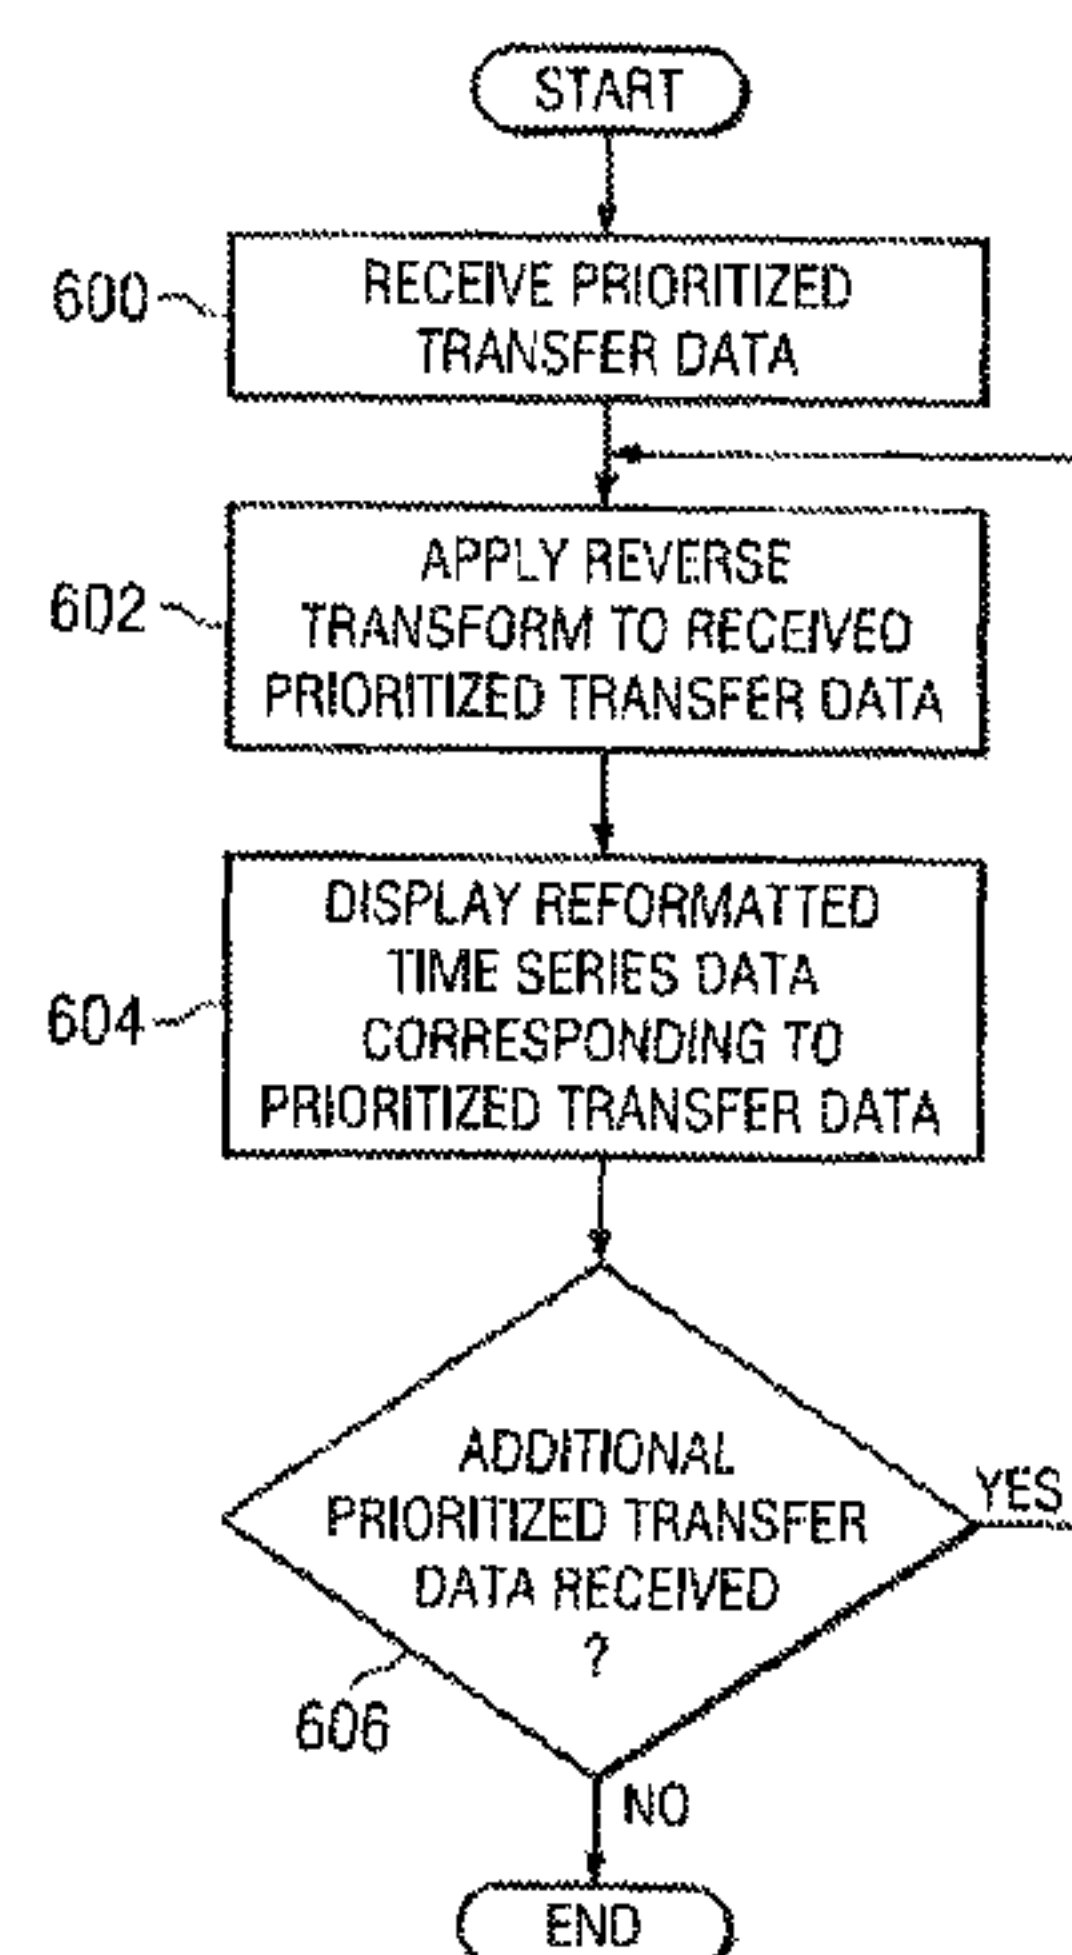 START
600
RECEIVE PRIORITIZED
TRANSFER DATA
602
APPLY REVERSE
TRANSFORM TO RECEIVED
PRIORITIZED TRANSFER DATA
604
DISPLAY REFORMATTED
TIME SERIES DATA
CORRESPONDING TO
PRIORITIZED TRANSFER DATA
ADDITIONAL
PRIORITIZED TRANSFER
DATA RECEIVED
?
YES
606
NO
END